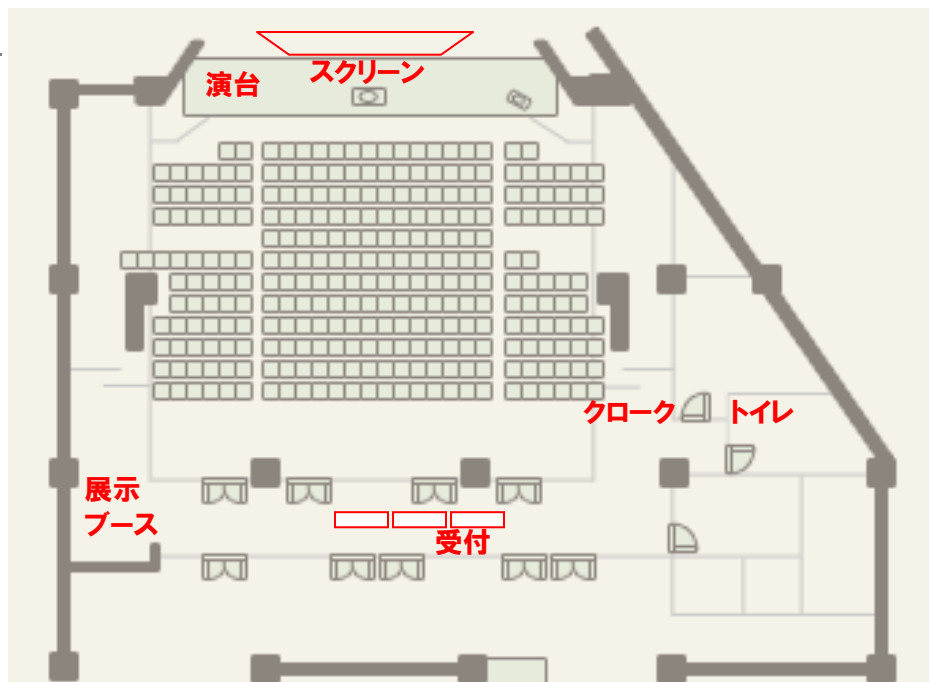 スクリーン
演台
クローク
トイレ
展示
ブース
受付